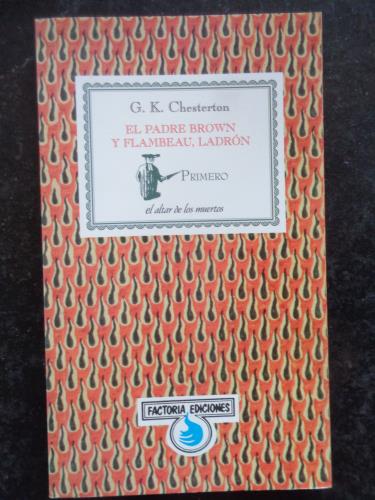 G. K. Chesterton
EL PADRE BROWN
Y FLAMBEAU, LADRÓN
PRIMERO
el altar de los muertos
FACTORIA EDICIONES